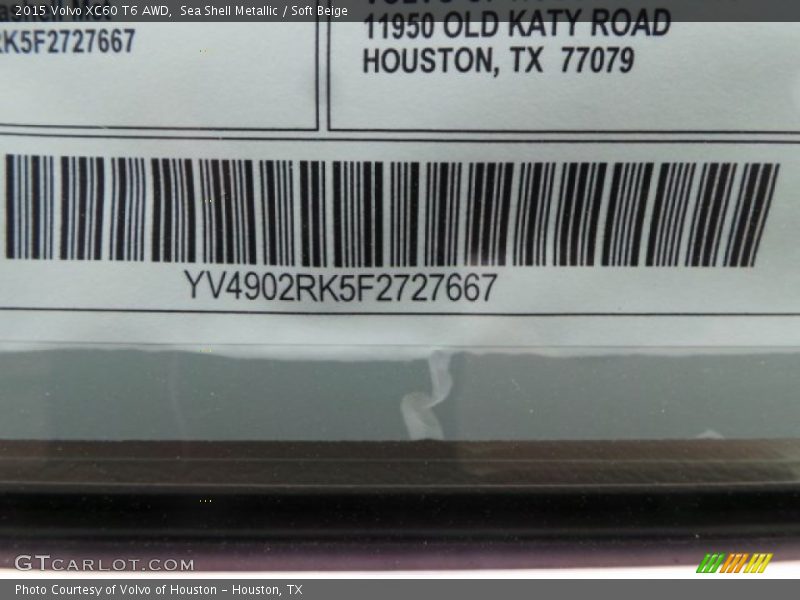 2015 Volvo XC60 T6 AWD, Sea Shell Metallic / Soft Beige
RK5F2727667
11950 OLD KATY ROAD
HOUSTON, TX 77079
YV4902RK5F2727667
GTCARLOT.COM
Photo Courtesy of Volvo of Houston - Houston, TX